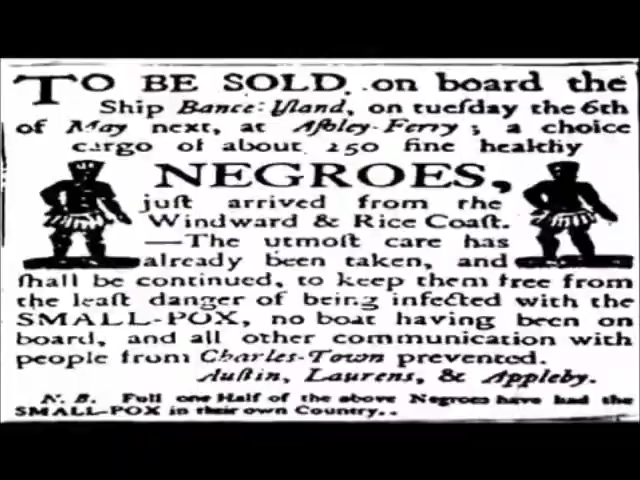 TO BE SOLD, on board the
Ship Bance-Iſland, on tueſday the 6th
of May next, at Aſhley-Ferry; a choice
cargo of about 250 fine healthy
NEGROES,
juſt arrived from the
Windward & Rice Coaſt.
—The utmoſt care has
already been taken, and
ſhall be continued, to keep them free from
the leaſt danger of being infected with the
SMALL-POX, no boat having been on
board, and all other communication with
people from Charles-Town prevented.
Auſtin, Laurens, & Appleby.
N. B. Full one Half of the above Negroes have had the
SMALL-POX in their own Country.